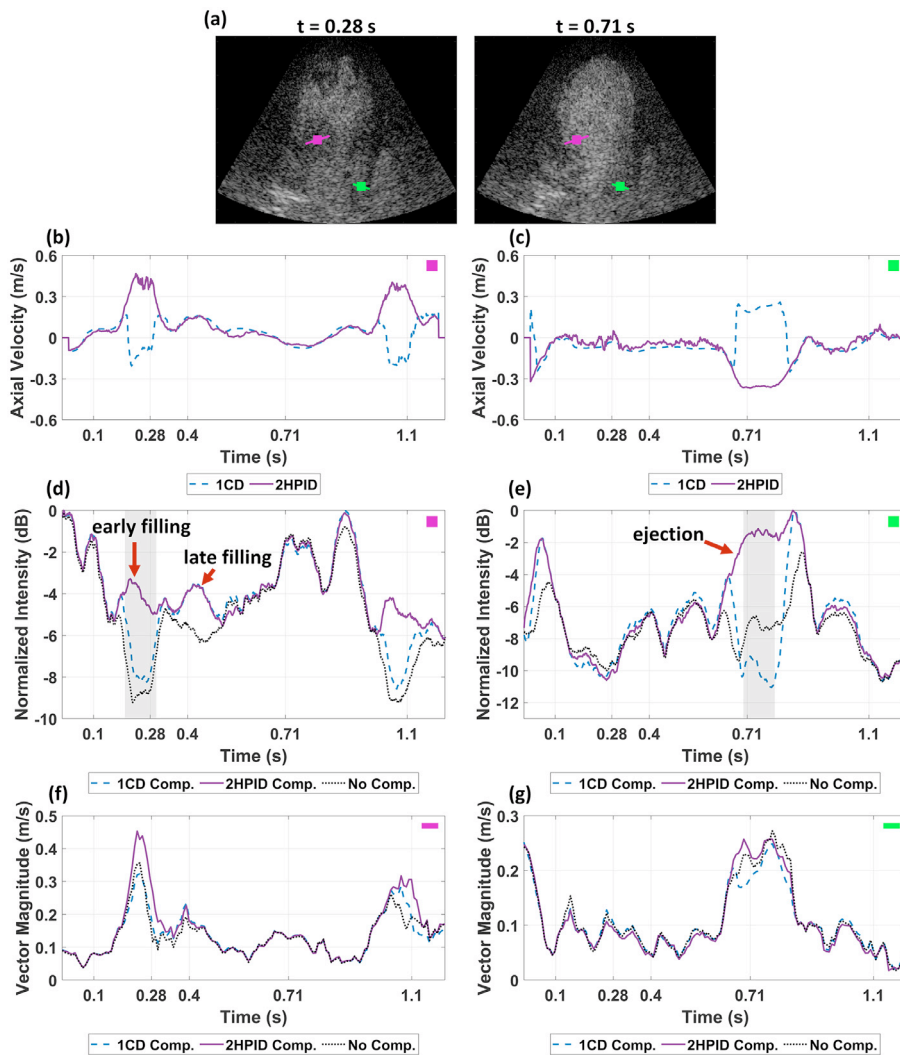 (a)
t = 0.28 s
t = 0.71 s
(b)
0.6
0.3
0
-0.3
-0.6
Axial Velocity (m/s)
0.1 0.28 0.4 0.71 1.1
Time (s)
1CD 2HPID
(c)
0.6
0.3
0
-0.3
-0.6
Axial Velocity (m/s)
0.1 0.28 0.4 0.71 1.1
Time (s)
1CD 2HPID
(d)
0
-2
-4
-6
-8
-10
Normalized Intensity (dB)
early filling
late filling
0.1 0.28 0.4 0.71 1.1
Time (s)
1CD Comp. 2HPID Comp. No Comp.
(e)
0
-2
-4
-6
-8
-10
-12
Normalized Intensity (dB)
ejection
0.1 0.28 0.4 0.71 1.1
Time (s)
1CD Comp. 2HPID Comp. No Comp.
(f)
0.5
0.4
0.3
0.2
0.1
0
Vector Magnitude (m/s)
0.1 0.28 0.4 0.71 1.1
Time (s)
1CD Comp. 2HPID Comp. No Comp.
(g)
0.3
0.2
0.1
0
Vector Magnitude (m/s)
0.1 0.28 0.4 0.71 1.1
Time (s)
1CD Comp. 2HPID Comp. No Comp.